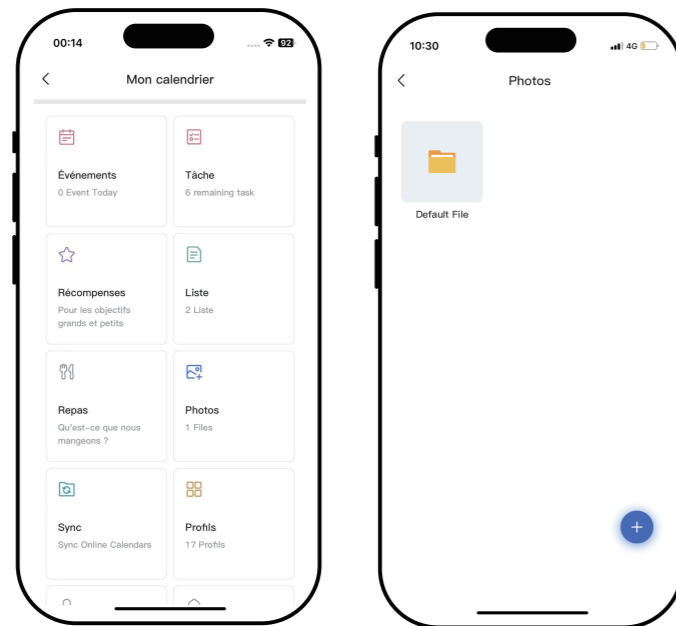 00:14
92
Mon calendrier
Événements
0 Event Today
Tâche
6 remaining task
Récompenses
Pour les objectifs
grands et petits
Liste
2 Liste
Repas
Qu'est-ce que nous
mangeons ?
Photos
1 Files
Sync
Sync Online Calendars
Profils
17 Profils
10:30
4G
Photos
Default File